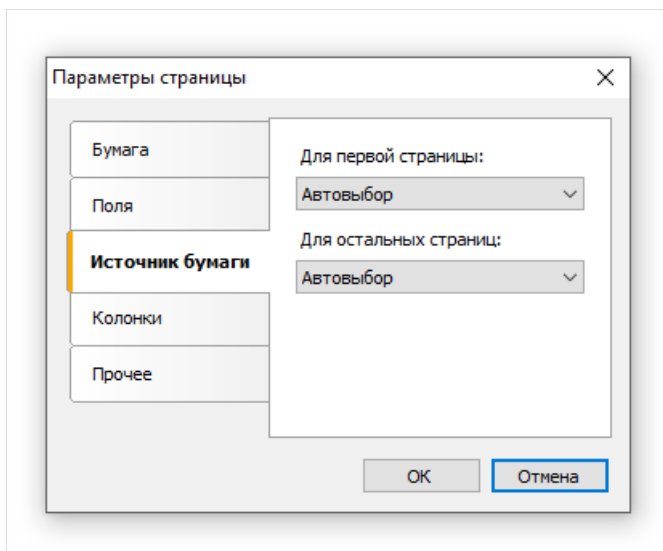 Параметры страницы
Бумага
Поля
Источник бумаги
Колонки
Прочее
Для первой страницы:
Автовыбор
Для остальных страниц:
Автовыбор
OK
Отмена